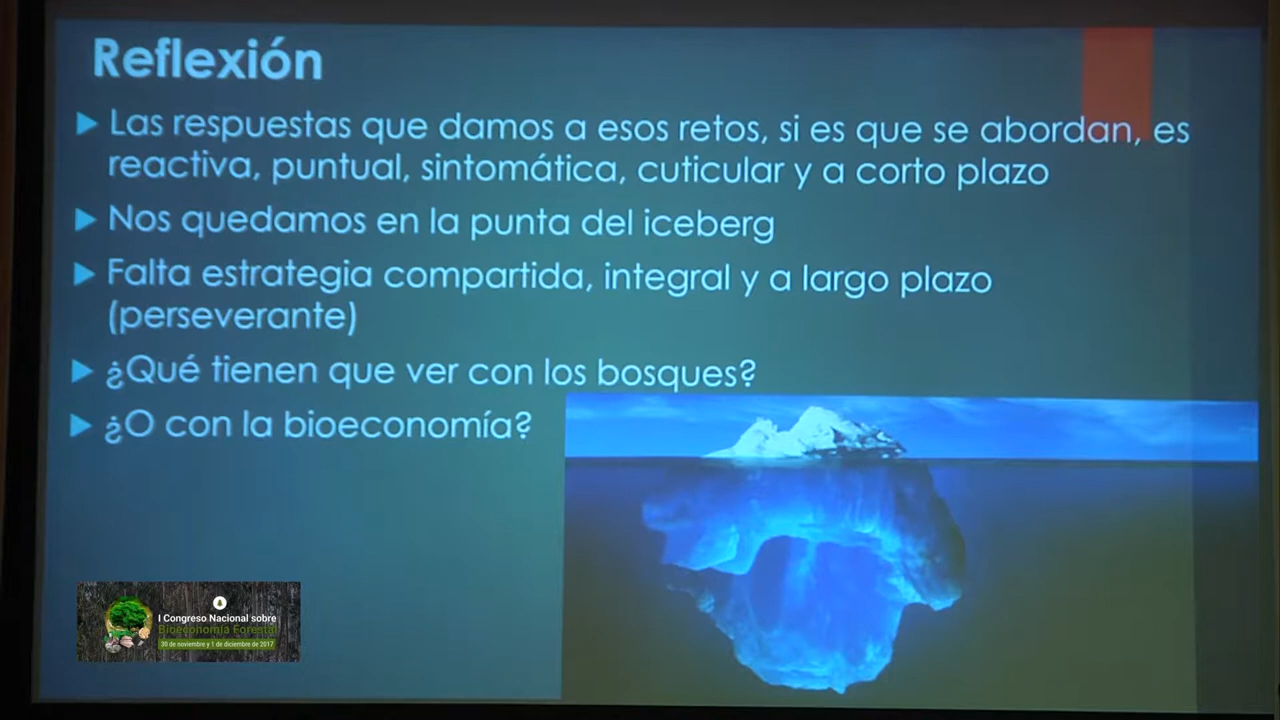 Reflexión
Las respuestas que damos a esos retos, si es que se abordan, es
reactiva, puntual, sintomática, cuticular y a corto plazo
Nos quedamos en la punta del iceberg
Falta estrategia compartida, integral y a largo plazo
(perseverante)
¿Qué tienen que ver con los bosques?
¿O con la bioeconomía?
I Congreso Nacional sobre
Bioeconomía Forestal
30 de noviembre y 1 de diciembre de 2017